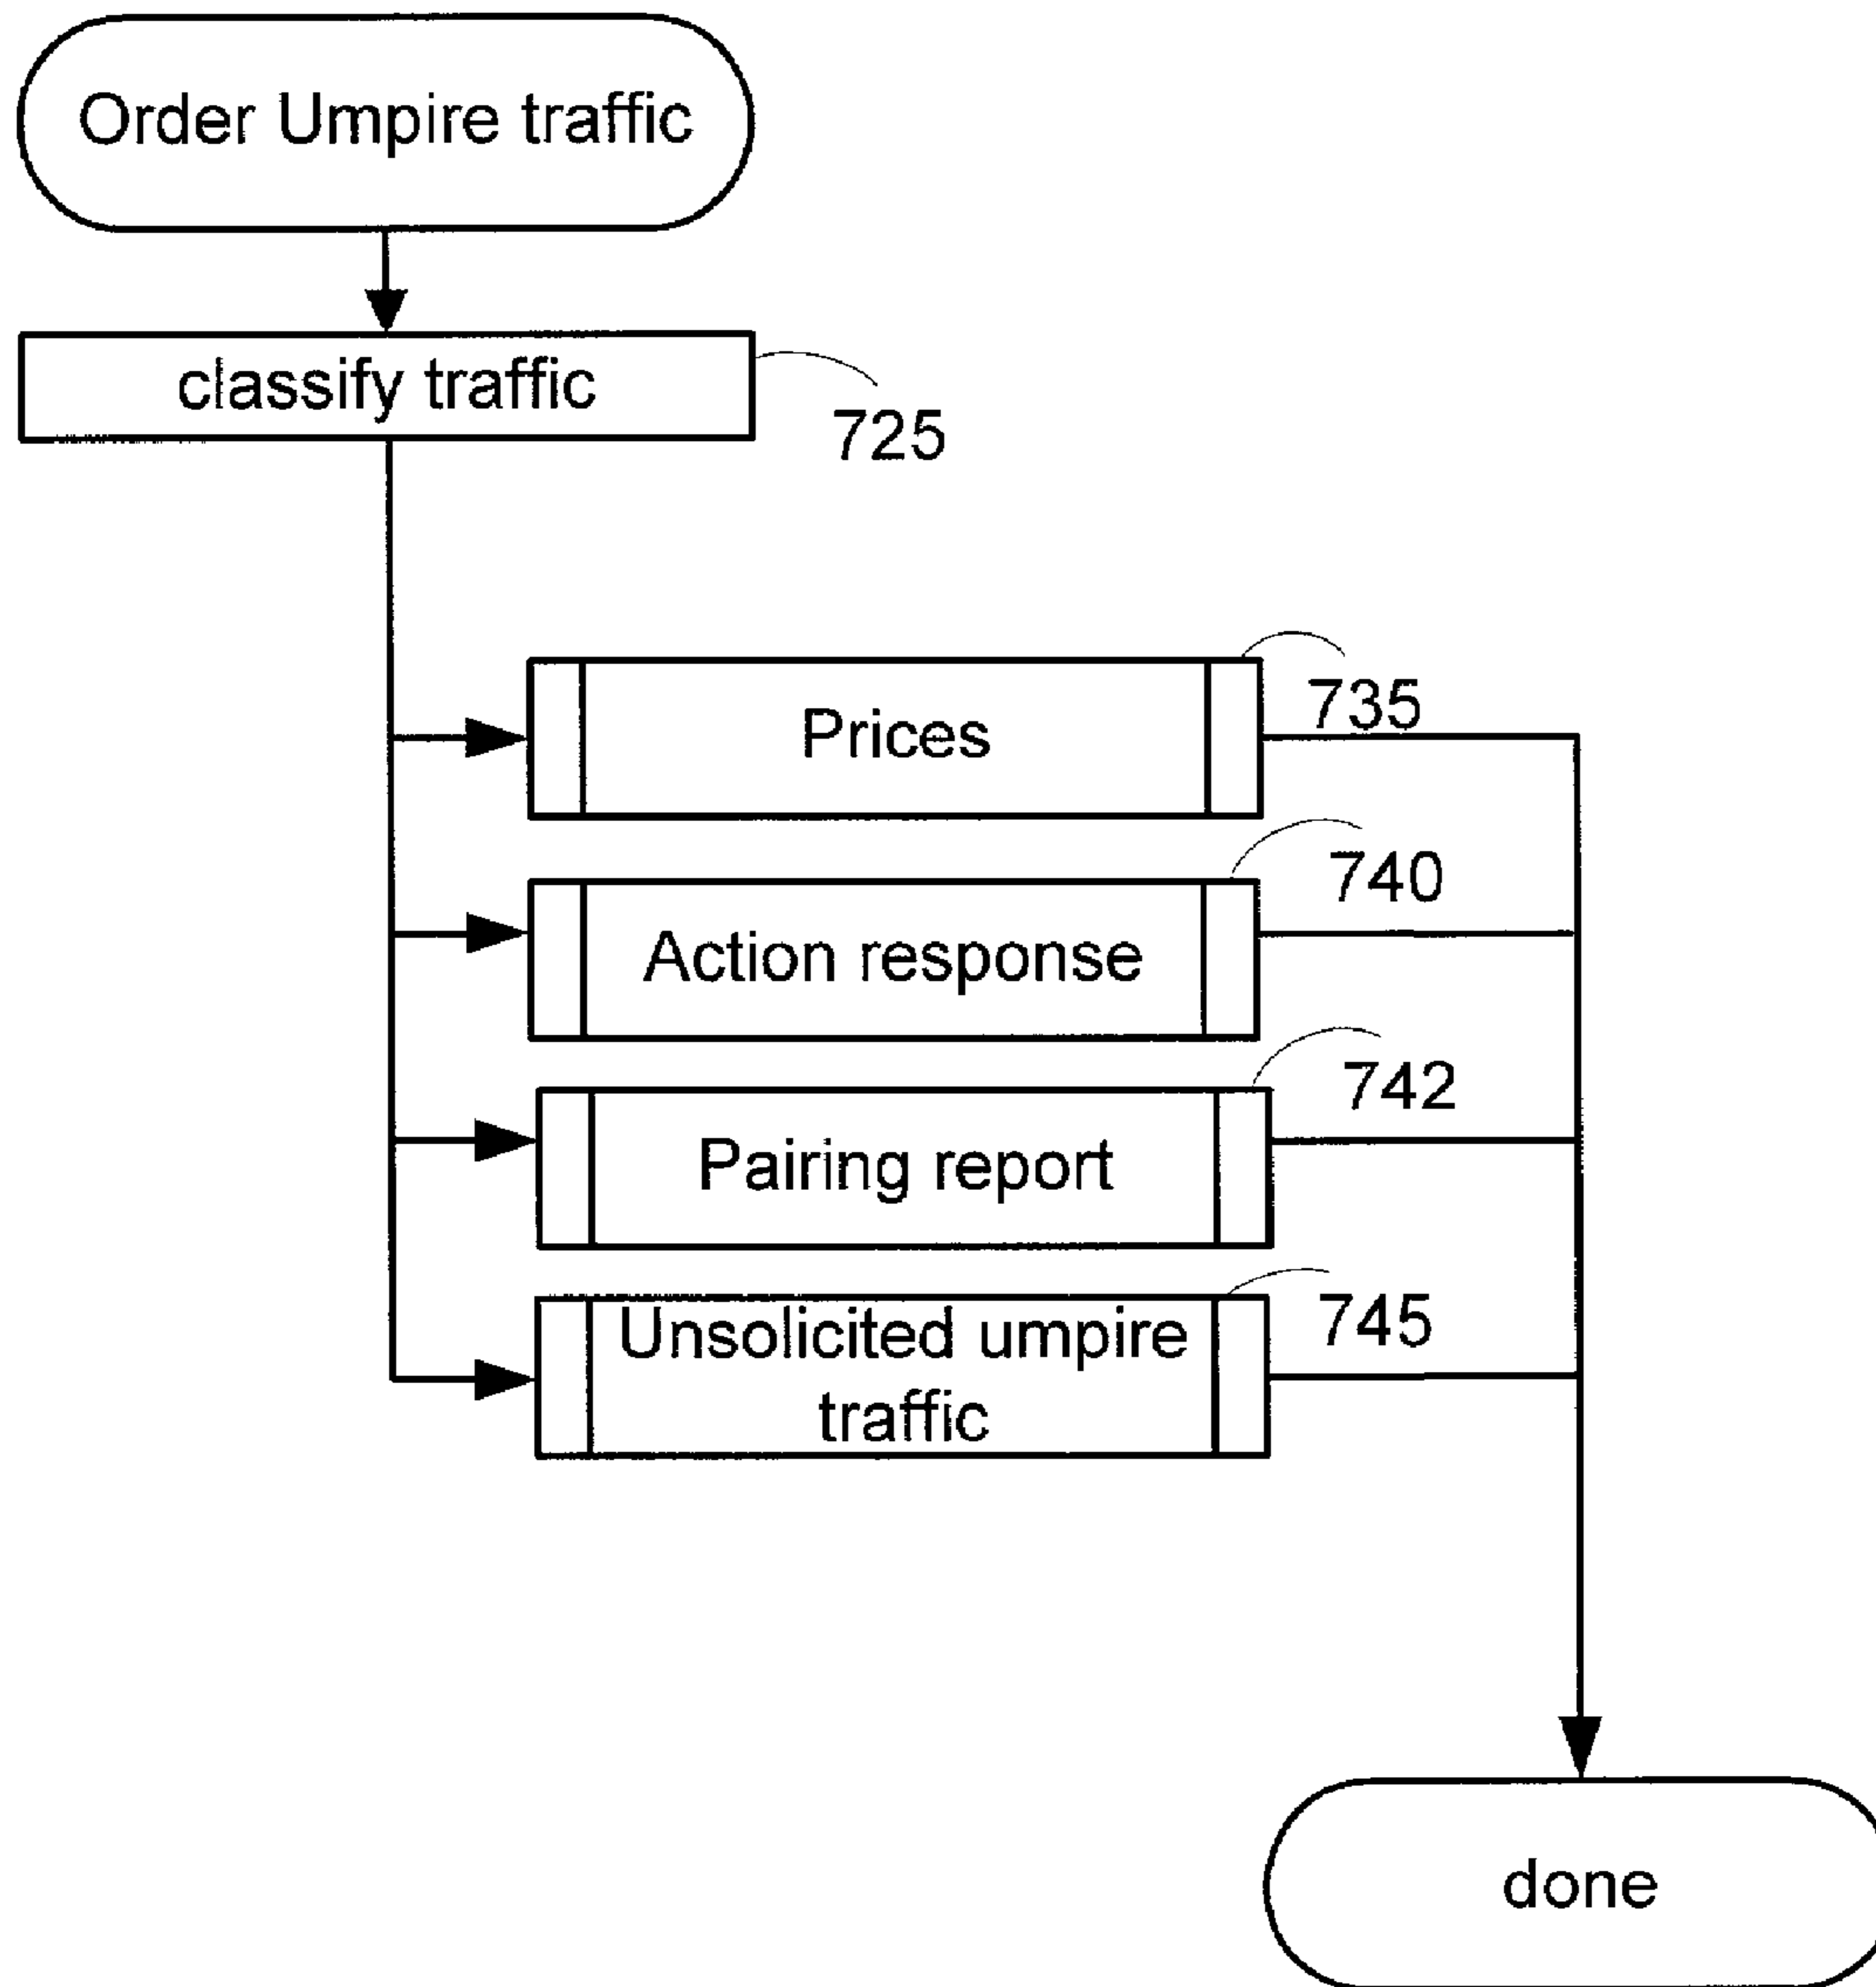 Order Umpire traffic
classify traffic
725
Prices
735
Action response
740
Pairing report
742
Unsolicited umpire
traffic
745
done